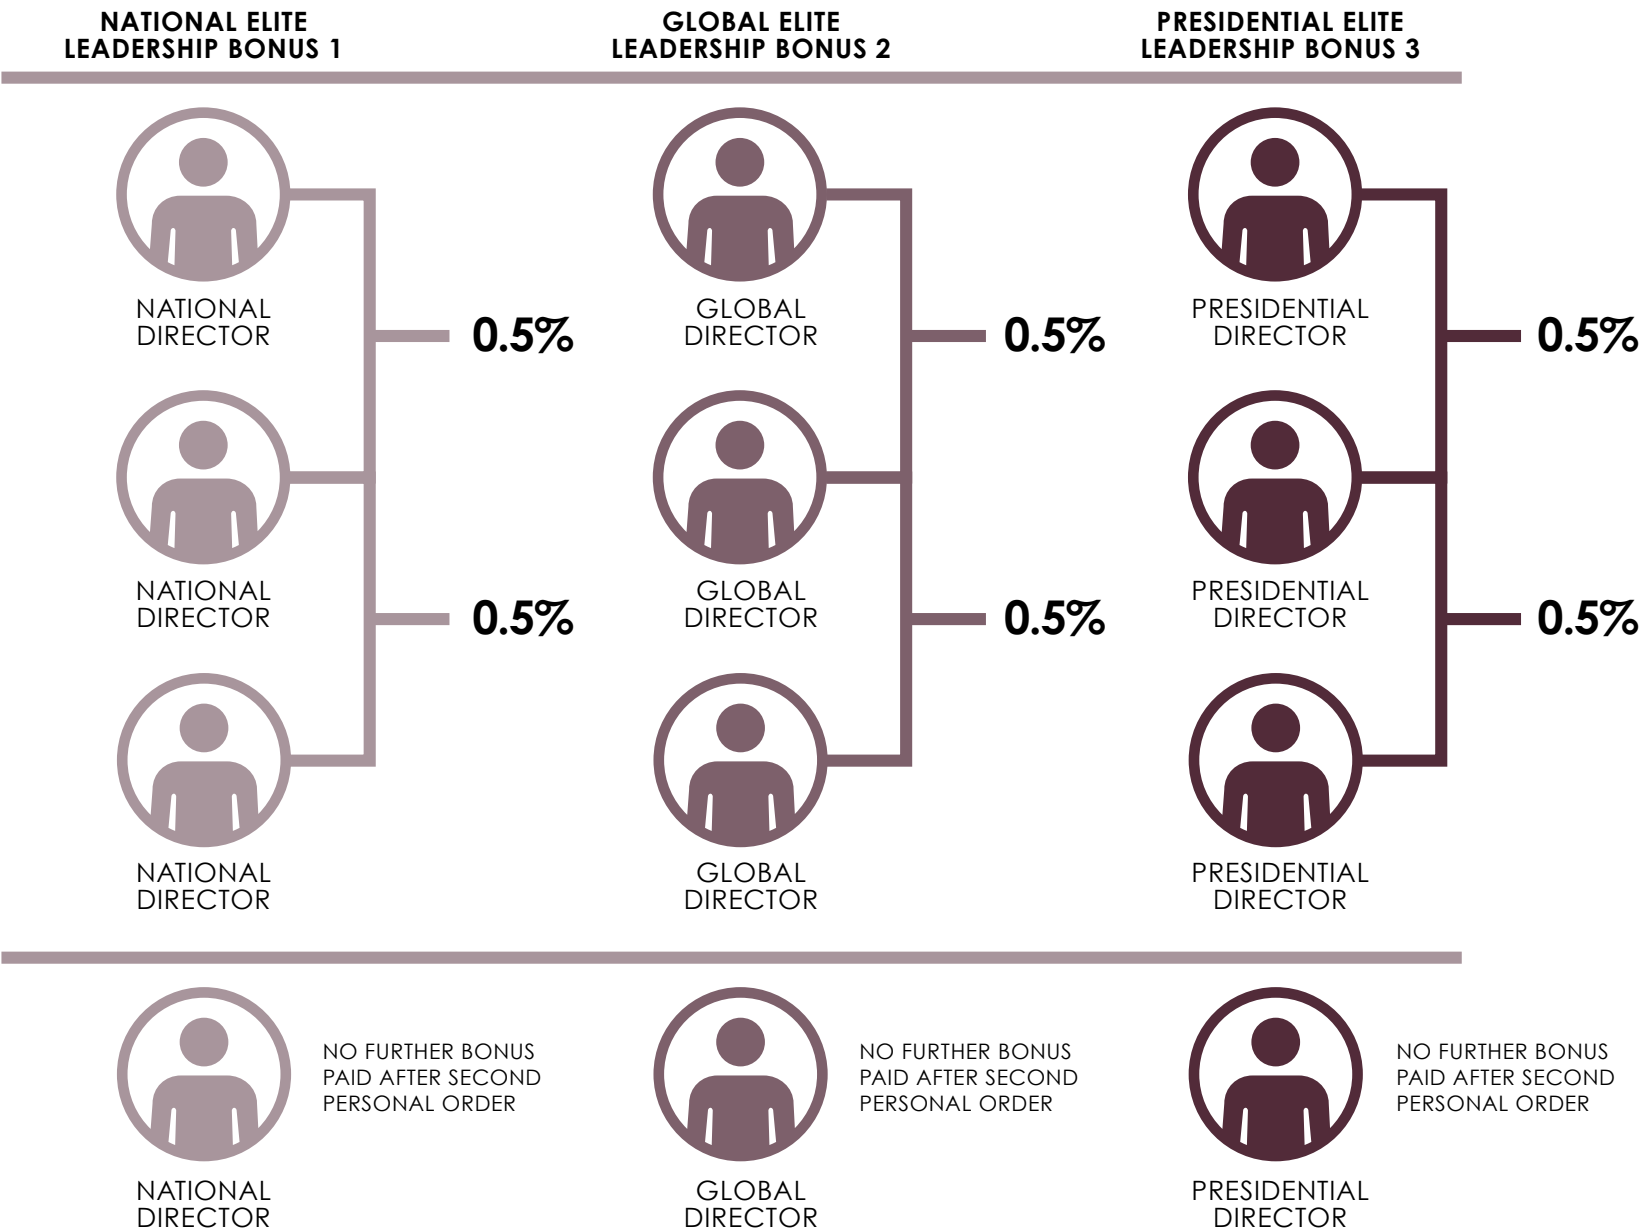 NATIONAL ELITE
LEADERSHIP BONUS 1
GLOBAL ELITE
LEADERSHIP BONUS 2
PRESIDENTIAL ELITE
LEADERSHIP BONUS 3
NATIONAL
DIRECTOR
0.5%
GLOBAL
DIRECTOR
0.5%
PRESIDENTIAL
DIRECTOR
0.5%
NATIONAL
DIRECTOR
0.5%
GLOBAL
DIRECTOR
0.5%
PRESIDENTIAL
DIRECTOR
0.5%
NATIONAL
DIRECTOR
GLOBAL
DIRECTOR
PRESIDENTIAL
DIRECTOR
NO FURTHER BONUS
PAID AFTER SECOND
PERSONAL ORDER
NATIONAL
DIRECTOR
NO FURTHER BONUS
PAID AFTER SECOND
PERSONAL ORDER
GLOBAL
DIRECTOR
NO FURTHER BONUS
PAID AFTER SECOND
PERSONAL ORDER
PRESIDENTIAL
DIRECTOR